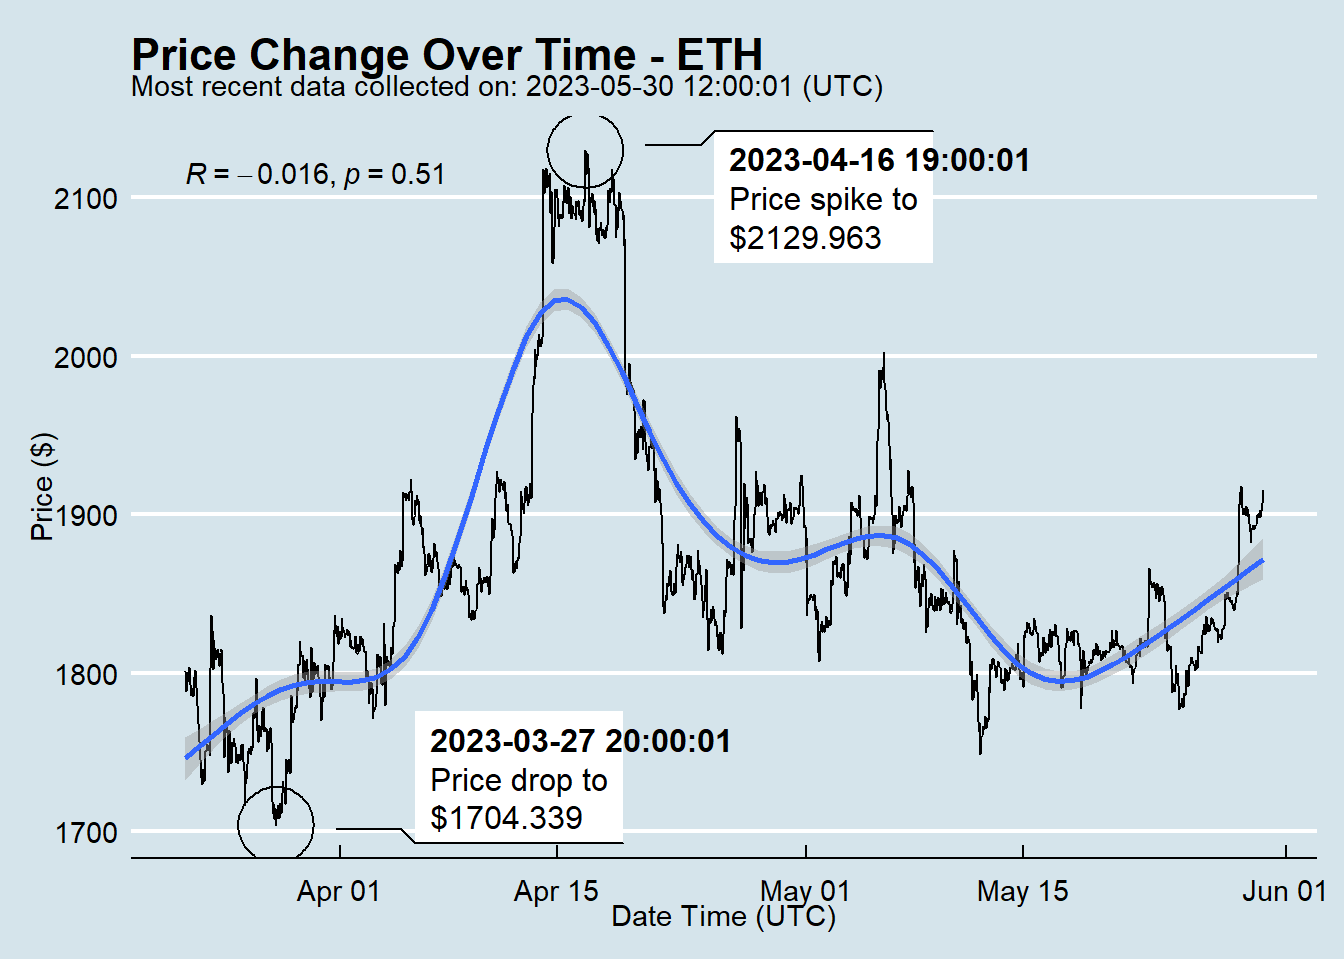 Price Change Over Time - ETH
Most recent data collected on: 2023-05-30 12:00:01 (UTC)
R = −0.016, p = 0.51
2023-04-16 19:00:01
Price spike to
$2129.963
2100
2000
1900
1800
1700
Price ($)
2023-03-27 20:00:01
Price drop to
$1704.339
Apr 01
Apr 15
May 01
May 15
Jun 01
Date Time (UTC)